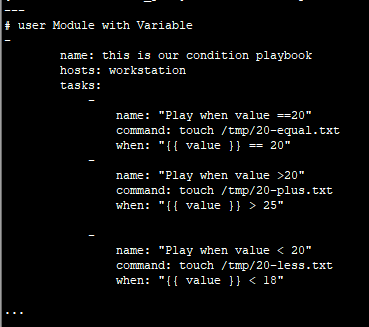 ---
# user Module with Variable
-
name: this is our condition playbook
hosts: workstation
tasks:
-
name: "Play when value ==20"
command: touch /tmp/20-equal.txt
when: "{{ value }} == 20"
-
name: "Play when value >20"
command: touch /tmp/20-plus.txt
when: "{{ value }} > 25"
-
name: "Play when value < 20"
command: touch /tmp/20-less.txt
when: "{{ value }} < 18"
...